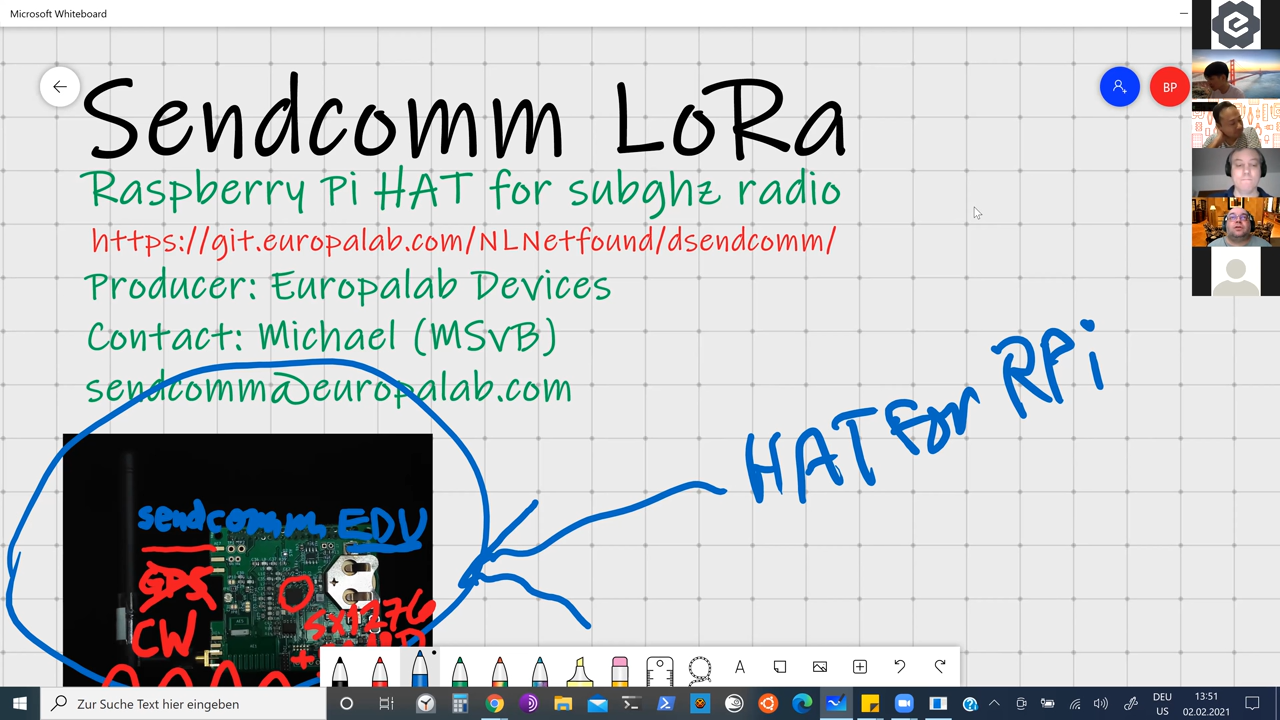 Microsoft Whiteboard
Sendcomm LoRa
BP
Raspberry Pi HAT for subghz radio
https://git.europalab.com/NLNetfound/dsendcomm/
Producer: Europalab Devices
Contact: Michael (MSvB)
sendcomm@europalab.com
HAT for RPi
sendcomm EDU
GPS
SX1276
CW
A
Zur Suche Text hier eingeben
DEU
US
13:51
02.02.2021